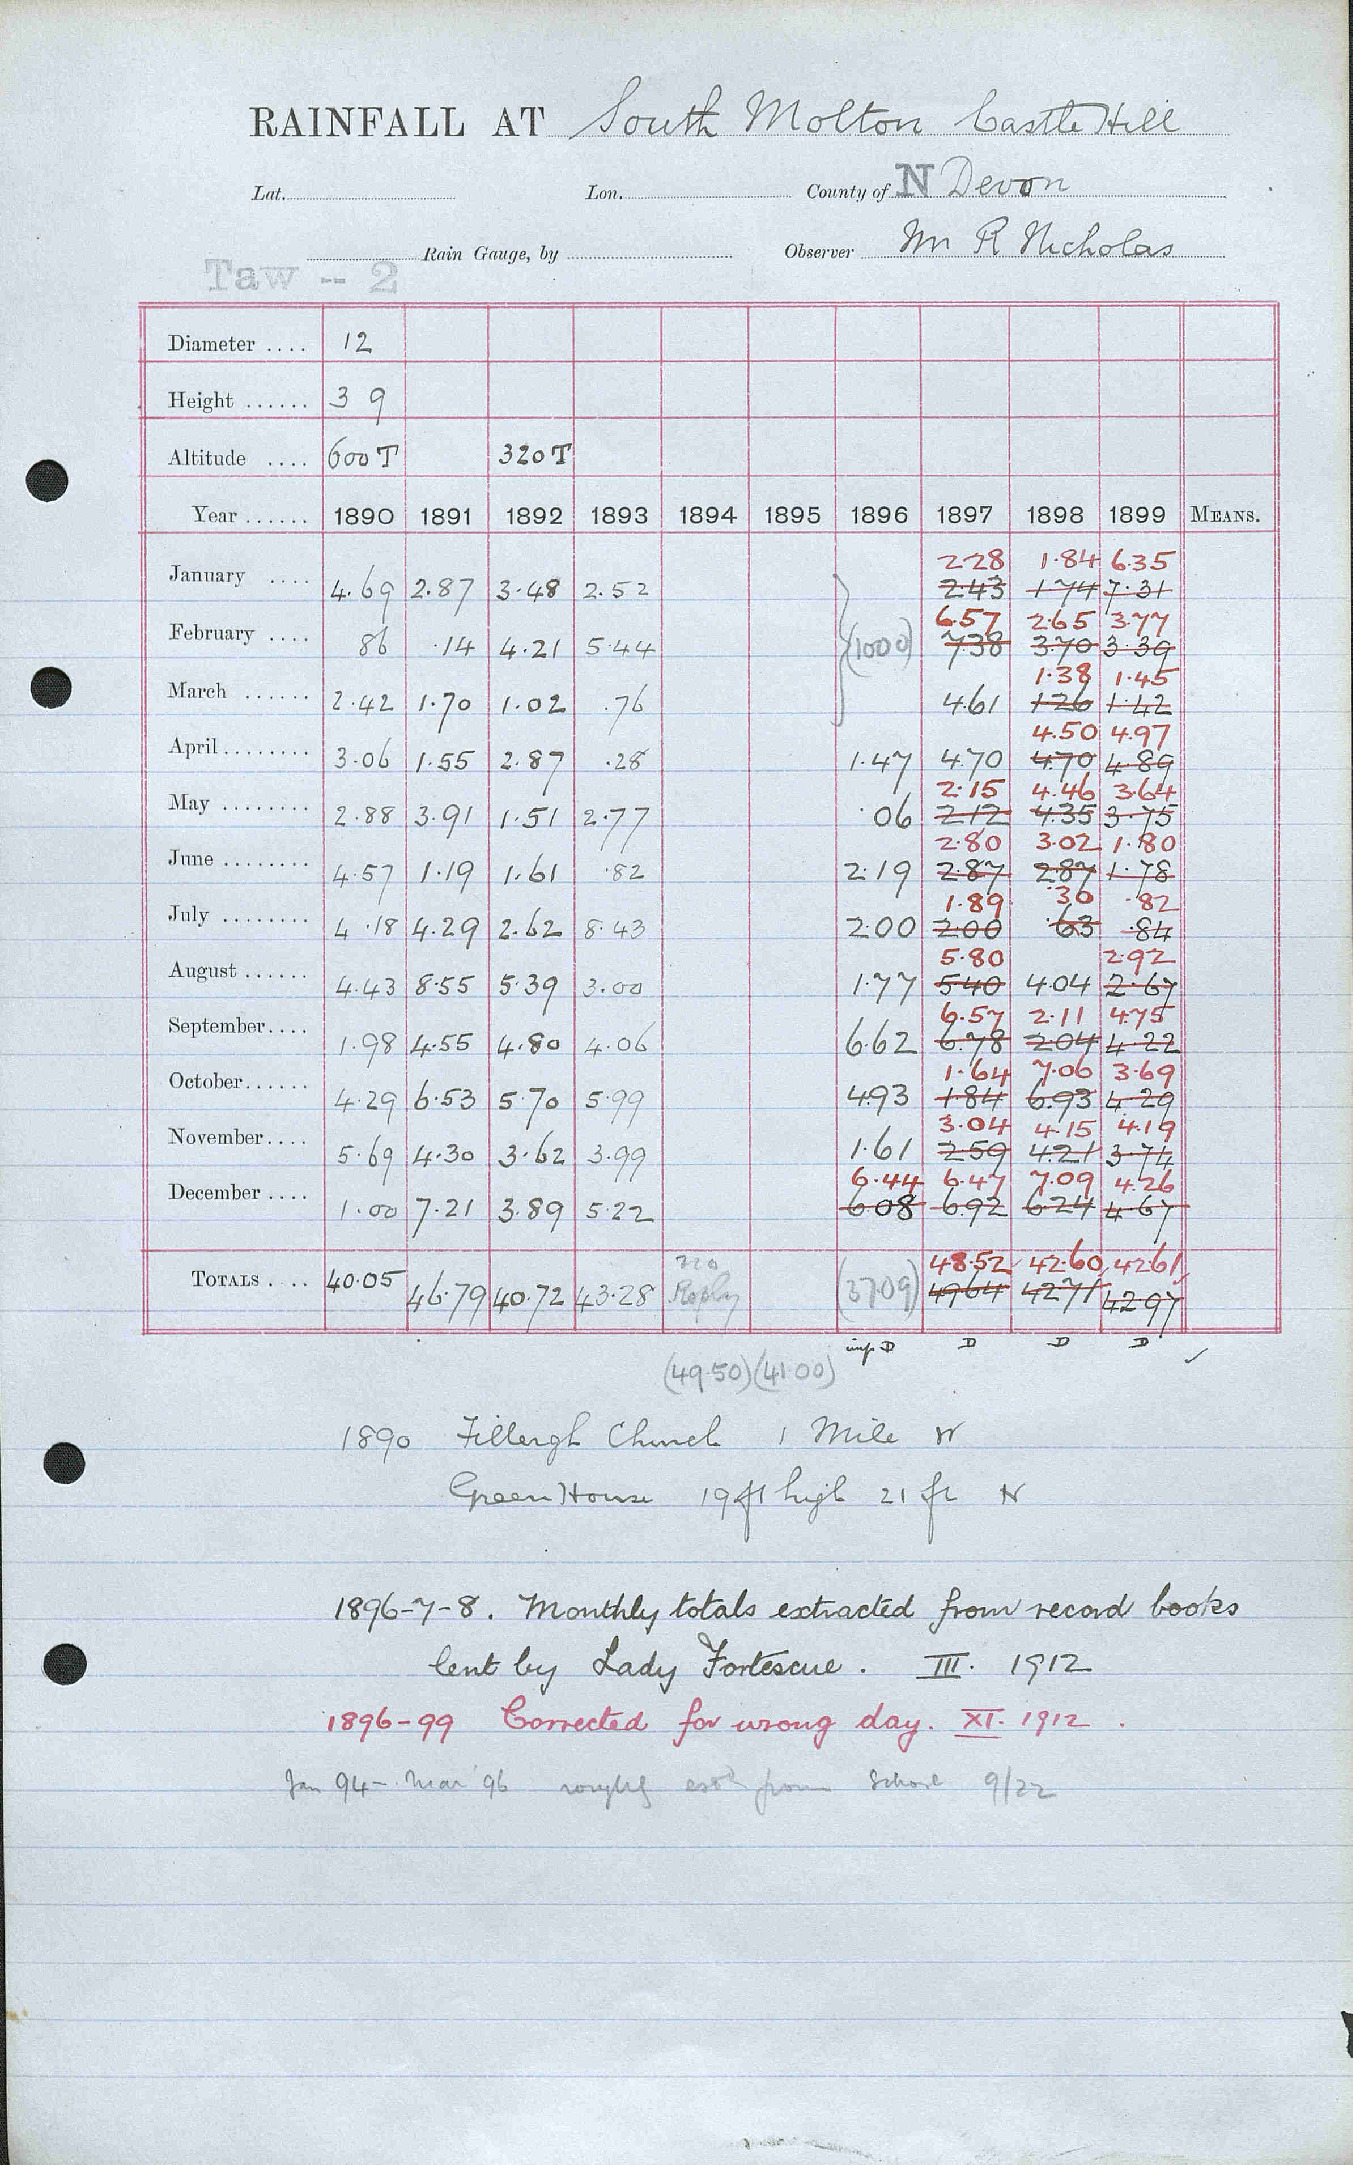 RAINFALL AT South Molton Castle Hill
Lat. Lon. County of N Devon
Rain Gauge, by Observer Mr R Nicholas
Taw -- 2
Diameter .... 12
Height ...... 3 9
Altitude .... 600 T 320 T
Year ...... 1890 1891 1892 1893 1894 1895 1896 1897 1898 1899 MEANS.
2.28 1.84 6.35
January .... 4.69 2.87 3.48 2.52 2.43 1.74 7.31
6.57 2.65 3.77
February .... 86 .14 4.21 5.44 (10.00) 7.38 3.70 3.39
1.38 1.45
March ...... 2.42 1.70 1.02 .76 4.61 1.26 1.42
4.50 4.97
April ........ 3.06 1.55 2.87 .28 1.47 4.70 4.70 4.89
2.15 4.46 3.64
May ........ 2.88 3.91 1.51 2.77 .06 2.12 4.35 3.75
2.80 3.02 1.80
June ........ 4.57 1.19 1.61 .82 2.19 2.87 2.87 1.78
1.89 .30 .82
July ........ 4.18 4.29 2.62 8.43 2.00 2.00 .63 .84
5.80 2.92
August ...... 4.43 8.55 5.39 3.00 1.77 5.40 4.04 2.67
6.57 2.11 4.75
September .... 1.98 4.55 4.80 4.06 6.62 6.78 2.04 4.22
1.64 7.06 3.69
October ...... 4.29 6.53 5.70 5.99 4.93 1.84 6.93 4.29
3.04 4.15 4.19
November .... 5.69 4.30 3.62 3.99 1.61 2.59 4.21 3.74
6.44 6.47 7.09 4.26
December .... 1.00 7.21 3.89 5.22 6.08 6.92 6.24 4.67
no 48.52 42.60 42.61
TOTALS .... 40.05 46.79 40.72 43.28 Reply (37.09) 49.64 42.71 42.97
imp D D D D ✓
(49.50) (41.00)
1890 Filleigh Church 1 Mile W
Green House 19 ft high 21 ft N
1896-7-8. Monthly totals extracted from record books
lent by Lady Fortescue. III. 1912
1896-99 Corrected for wrong day. XI. 1912.
Jan 94 - Mar '96 roughly estd from School 9/22